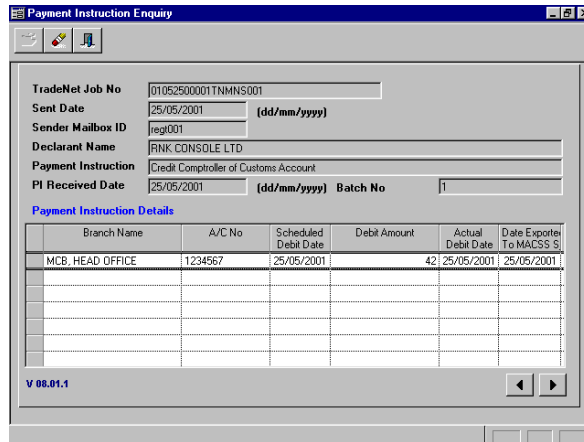 Payment Instruction Enquiry
TradeNet Job No 01052500001TNMNS001
Sent Date 25/05/2001 (dd/mm/yyyy)
Sender Mailbox ID regt001
Declarant Name RNK CONSOLE LTD
Payment Instruction Credit Comptroller of Customs Account
PI Received Date 25/05/2001 (dd/mm/yyyy) Batch No 1
Payment Instruction Details
Branch Name A/C No Scheduled Debit Date Debit Amount Actual Debit Date Date Exported To MACSS S
MCB, HEAD OFFICE 1234567 25/05/2001 42 25/05/2001 25/05/2001
V 08.01.1